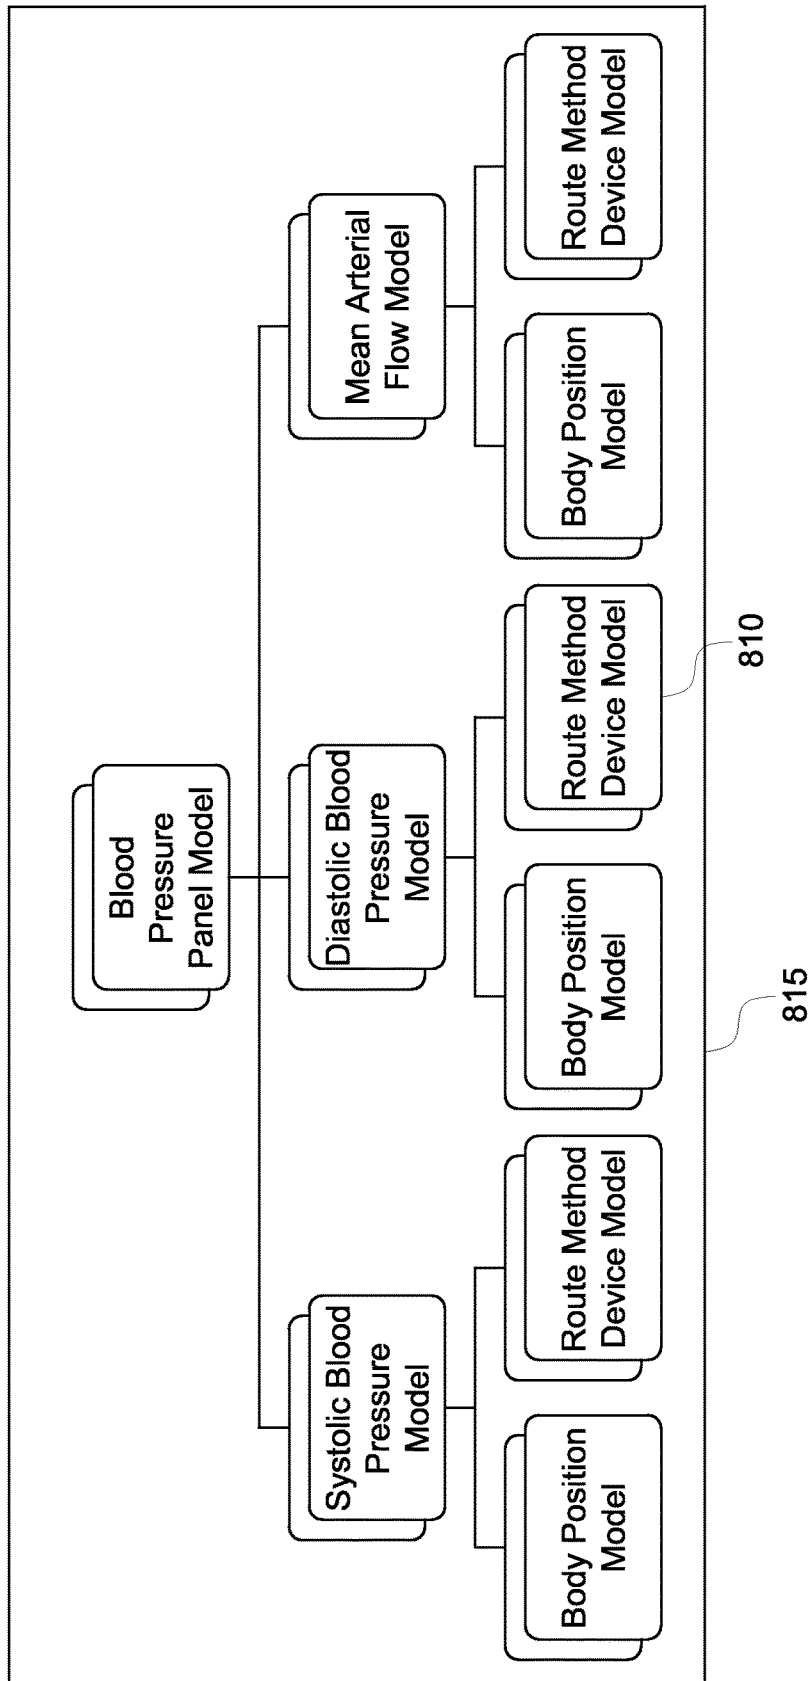 Blood
Pressure
Panel Model
Systolic Blood
Pressure
Model
Diastolic Blood
Pressure
Model
Mean Arterial
Flow Model
Body Position
Model
Route Method
Device Model
Body Position
Model
Route Method
Device Model
Body Position
Model
Route Method
Device Model
815
810